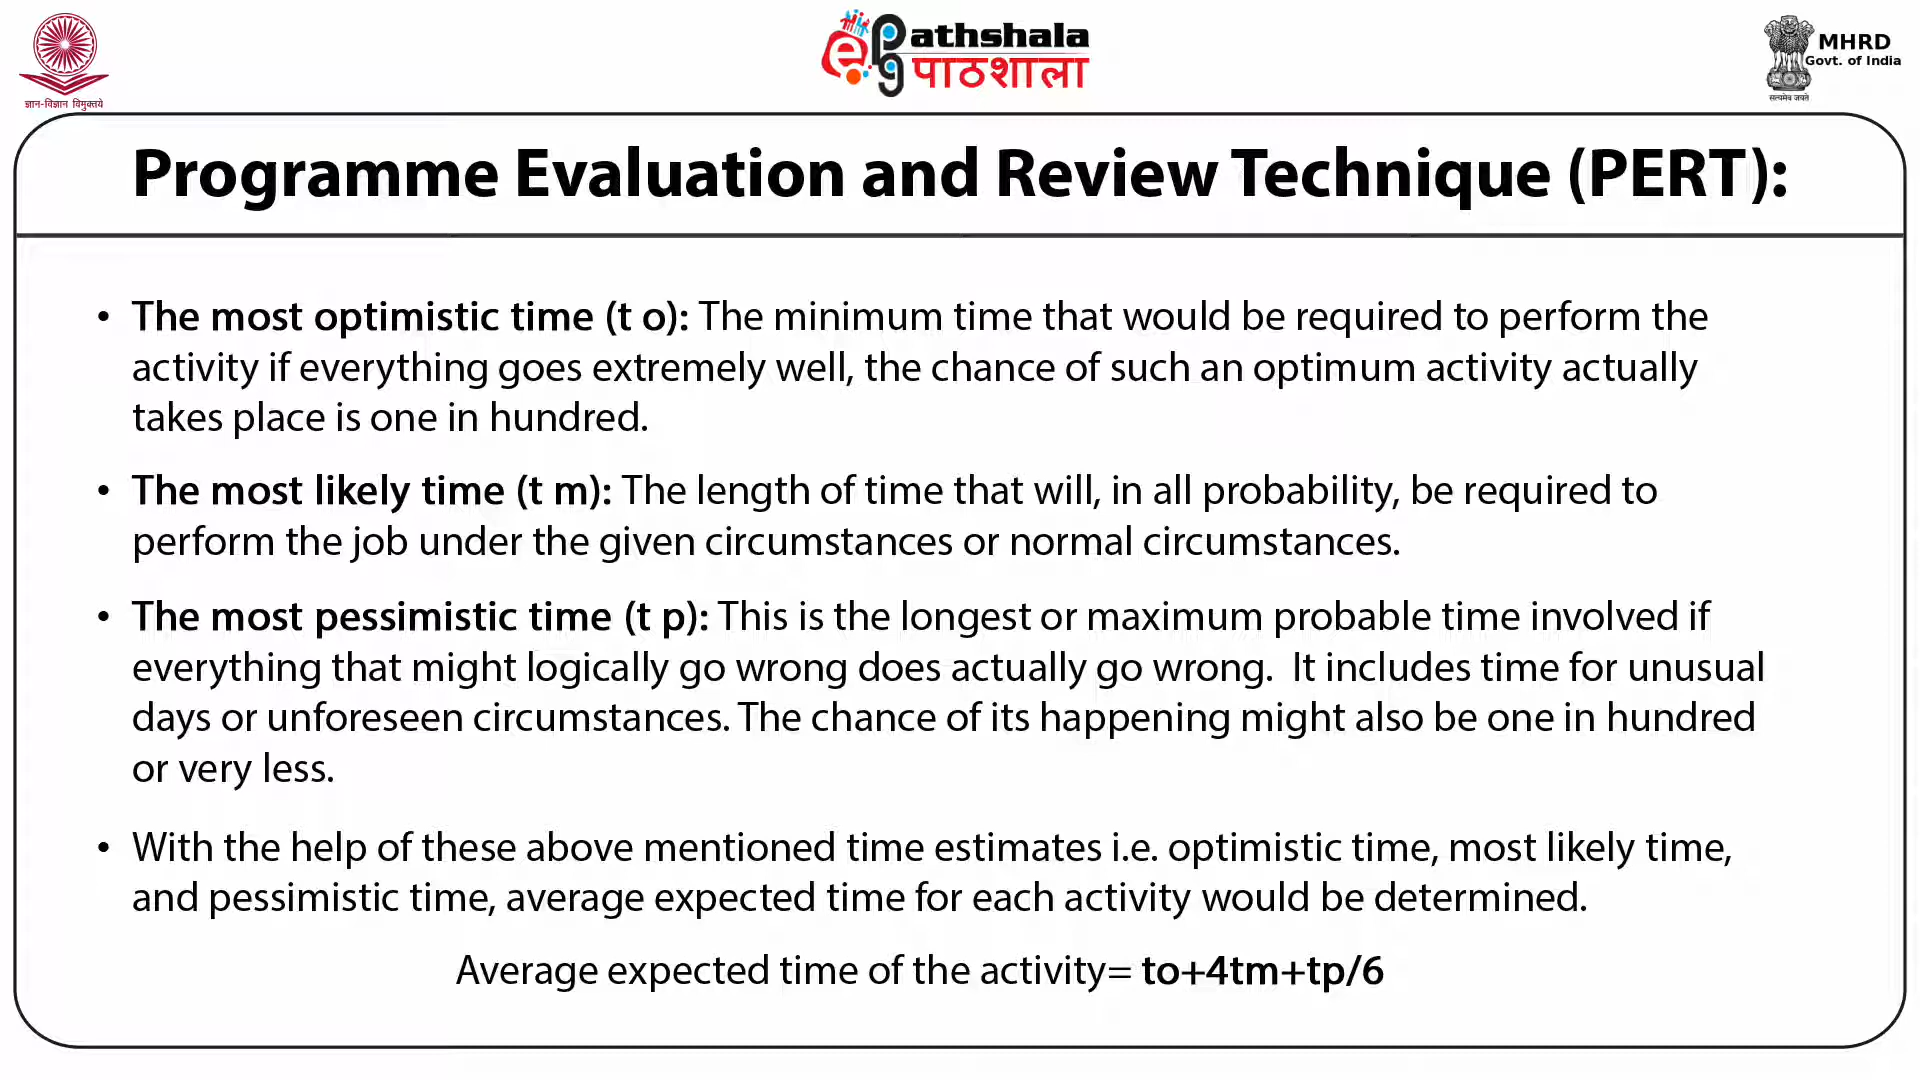 ज्ञान-विज्ञान विमुक्तये
e Pathshala
पाठशाला
MHRD
Govt. of India
सत्यमेव जयते
Programme Evaluation and Review Technique (PERT):
• The most optimistic time (t o): The minimum time that would be required to perform the
activity if everything goes extremely well, the chance of such an optimum activity actually
takes place is one in hundred.
• The most likely time (t m): The length of time that will, in all probability, be required to
perform the job under the given circumstances or normal circumstances.
• The most pessimistic time (t p): This is the longest or maximum probable time involved if
everything that might logically go wrong does actually go wrong.  It includes time for unusual
days or unforeseen circumstances. The chance of its happening might also be one in hundred
or very less.
• With the help of these above mentioned time estimates i.e. optimistic time, most likely time,
and pessimistic time, average expected time for each activity would be determined.
Average expected time of the activity= to+4tm+tp/6